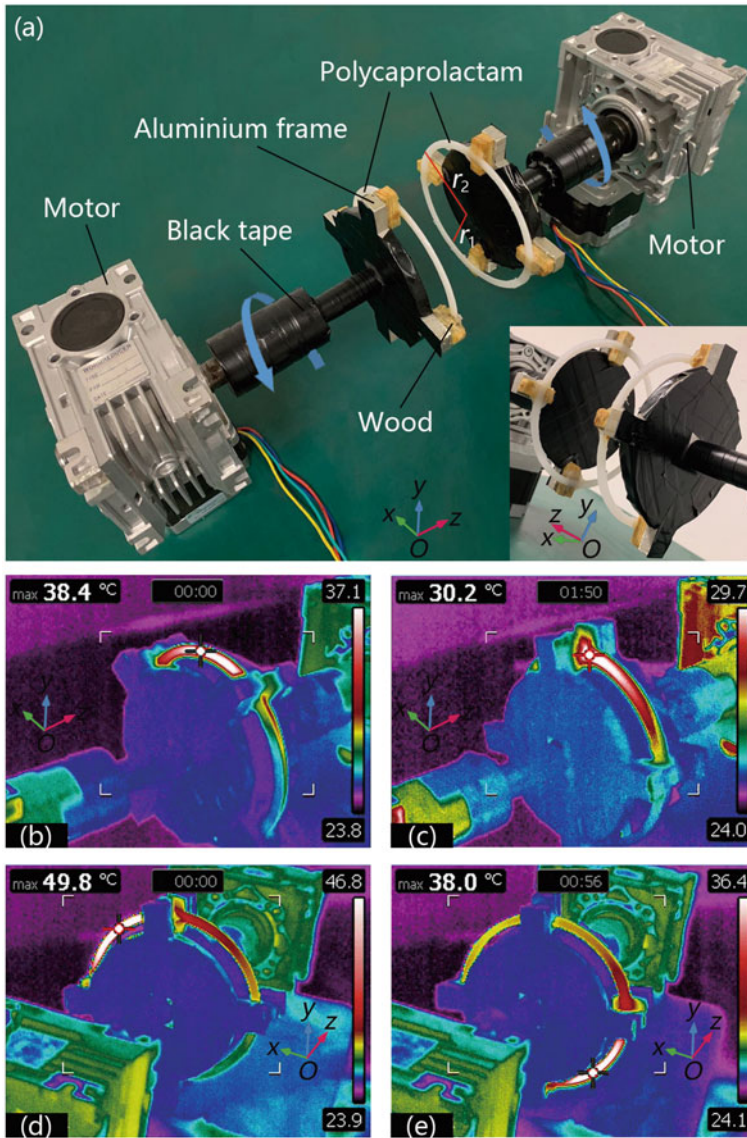 (a)
Polycaprolactam
Aluminium frame
Motor
Black tape
r₂
r₁
Motor
Wood
y
x
z
O
y
z
x
O
max 38.4 °C
00:00
37.1
y
x
O
23.8
(b)
max 30.2 °C
01:50
29.7
y
x
O
24.0
(c)
max 49.8 °C
00:00
46.8
y
z
x
O
23.9
(d)
max 38.0 °C
00:56
36.4
y
z
x
O
24.1
(e)